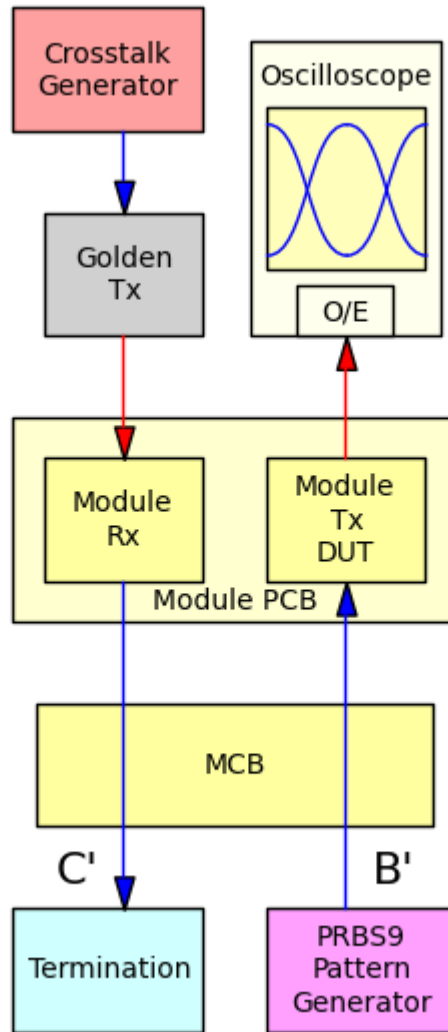 Crosstalk
Generator
Oscilloscope
Golden
Tx
O/E
Module
Rx
Module
Tx
DUT
Module PCB
MCB
C'
B'
Termination
PRBS9
Pattern
Generator